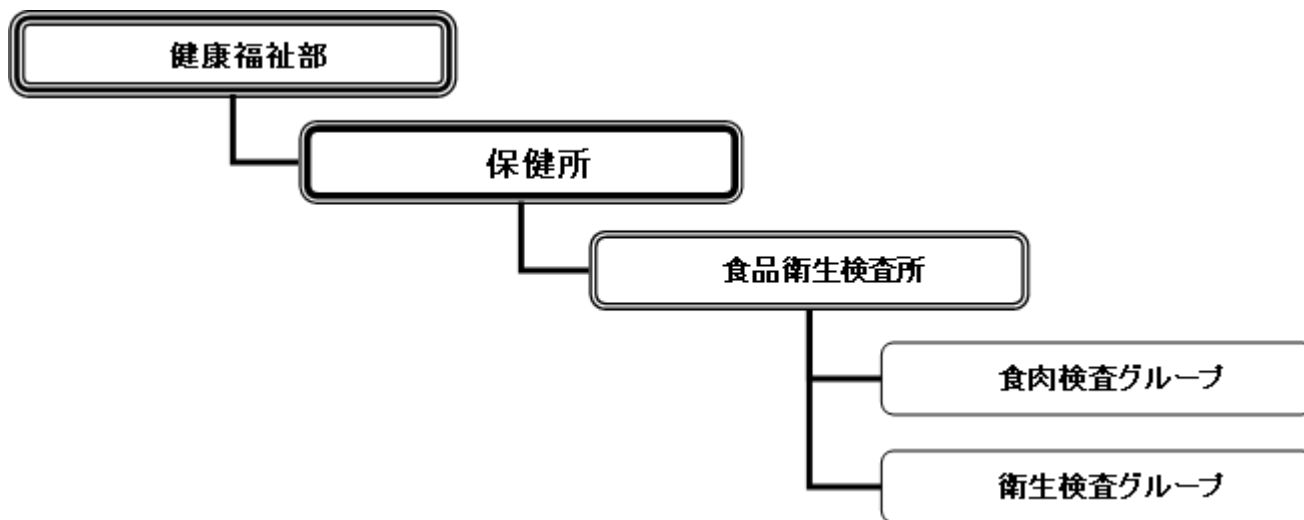 健康福祉部
保健所
食品衛生検査所
食肉検査グループ
衛生検査グループ